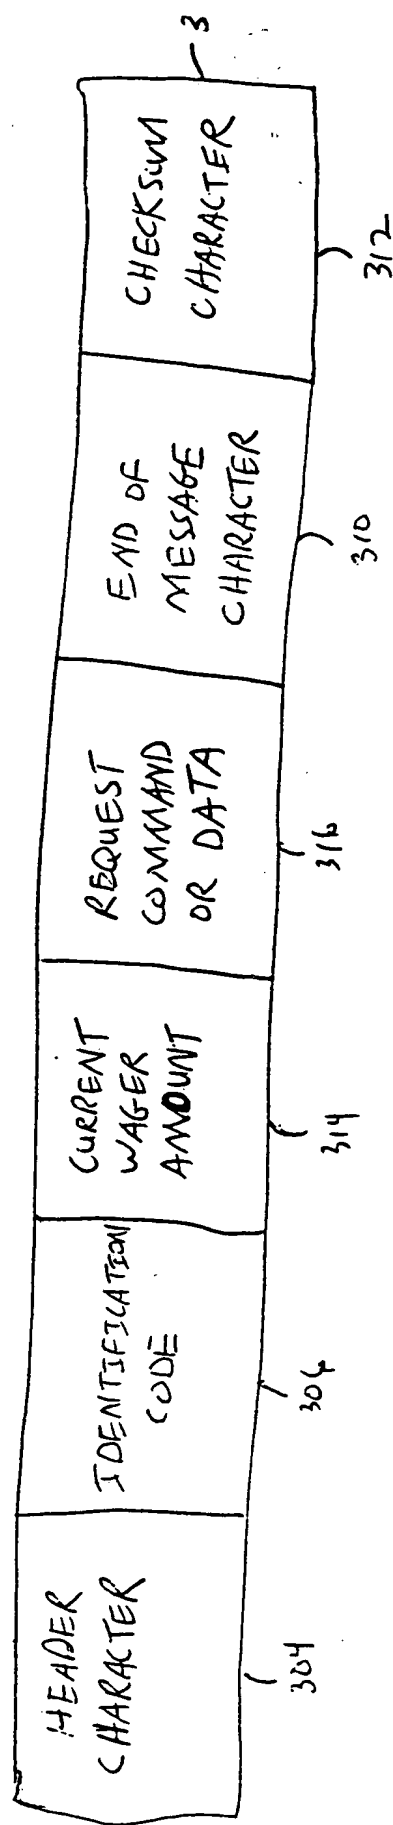 HEADER
CHARACTER
304
IDENTIFICATION
CODE
306
CURRENT
WAGER
AMOUNT
314
REQUEST
COMMAND
OR DATA
316
END OF
MESSAGE
CHARACTER
310
CHECKSUM
CHARACTER
312
3